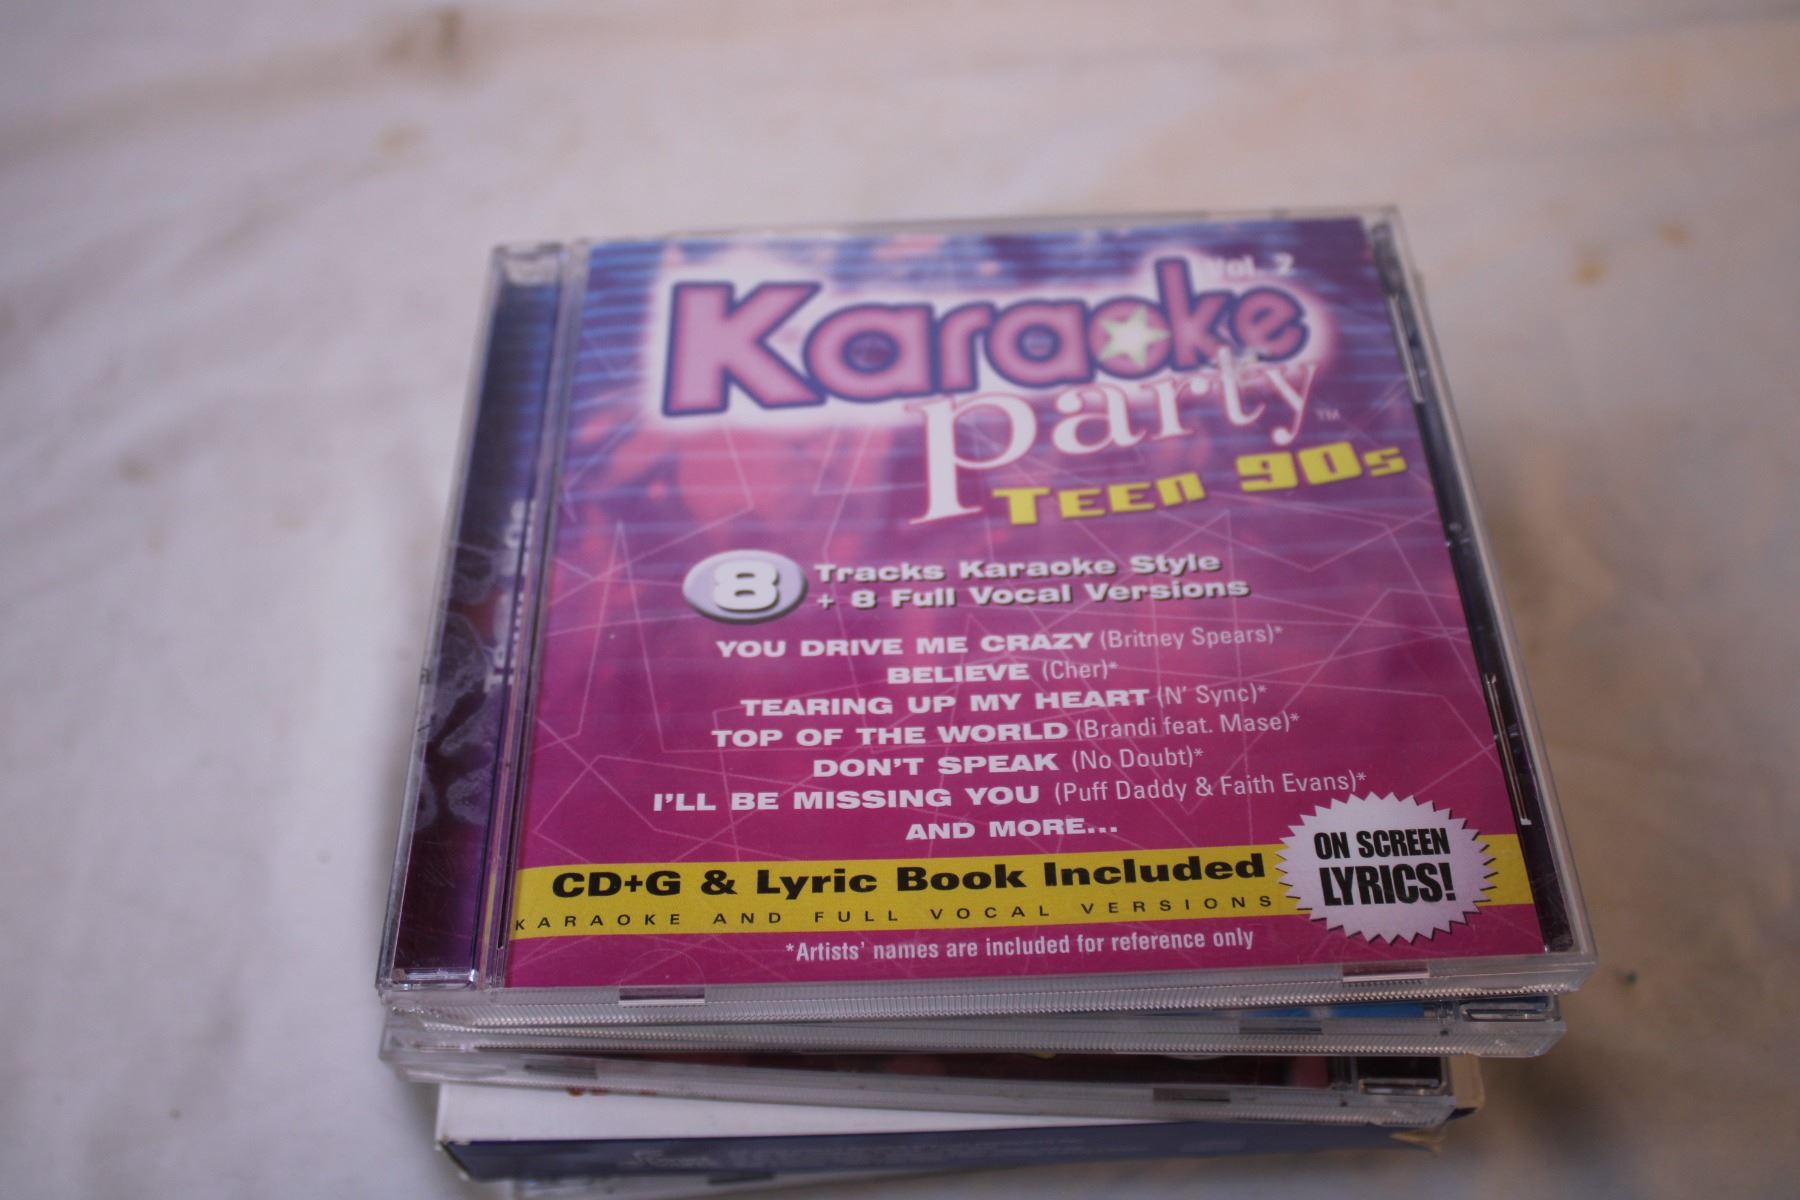 Vol. 2
Karaoke
party™
TEEN 90s
8 Tracks Karaoke Style
+ 8 Full Vocal Versions
YOU DRIVE ME CRAZY (Britney Spears)*
BELIEVE (Cher)*
TEARING UP MY HEART (N' Sync)*
TOP OF THE WORLD (Brandi feat. Mase)*
DON'T SPEAK (No Doubt)*
I'LL BE MISSING YOU (Puff Daddy & Faith Evans)*
AND MORE...
CD+G & Lyric Book Included
KARAOKE AND FULL VOCAL VERSIONS
ON SCREEN
LYRICS!
*Artists' names are included for reference only